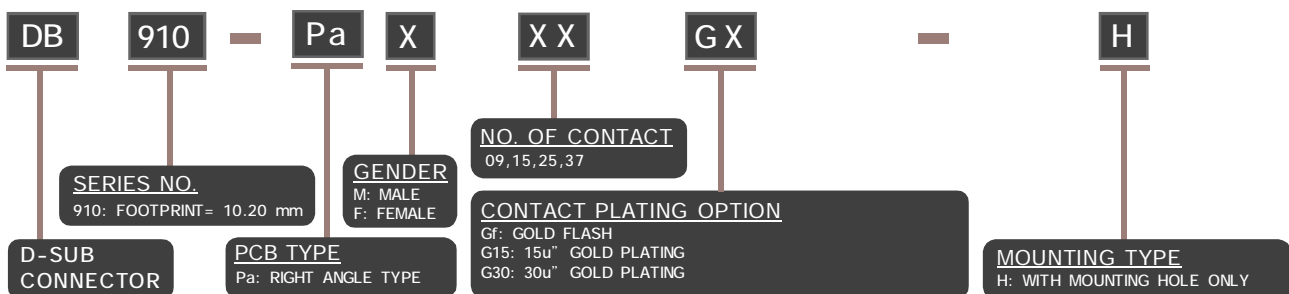 DB 910 - Pa X XX GX - H
NO. OF CONTACT
09,15,25,37
GENDER
M: MALE
F: FEMALE
SERIES NO.
910: FOOTPRINT= 10.20 mm
CONTACT PLATING OPTION
Gf: GOLD FLASH
G15: 15u" GOLD PLATING
G30: 30u" GOLD PLATING
D-SUB
CONNECTOR
PCB TYPE
Pa: RIGHT ANGLE TYPE
MOUNTING TYPE
H: WITH MOUNTING HOLE ONLY